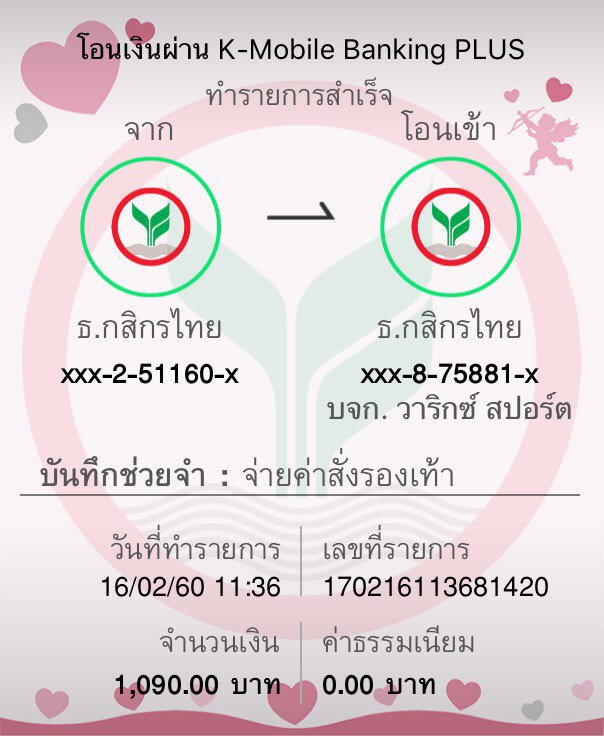 โอนเงินผ่าน K-Mobile Banking PLUS
ทำรายการสำเร็จ
จาก โอนเข้า
ธ.กสิกรไทย ธ.กสิกรไทย
xxx-2-51160-x xxx-8-75881-x
บจก. วาริกซ์ สปอร์ต
บันทึกช่วยจำ : จ่ายค่าสั่งรองเท้า
วันที่ทำรายการ เลขที่รายการ
16/02/60 11:36 170216113681420
จำนวนเงิน ค่าธรรมเนียม
1,090.00 บาท 0.00 บาท